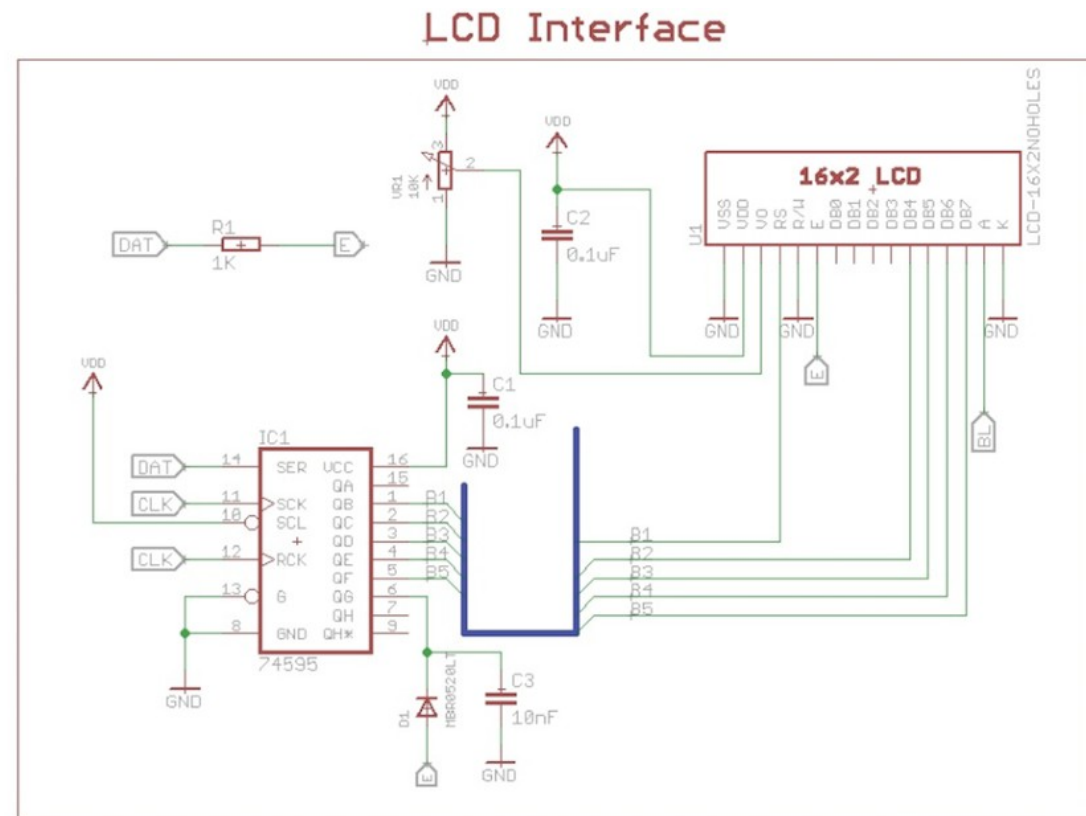 LCD Interface
VDD
3
2
VR1
10K
1
GND
VDD
C2
0.1uF
GND
16x2 LCD
VSS
VDD
VO
RS
R/W
E
DB0
DB1
DB2
DB3
DB4
DB5
DB6
DB7
A
K
U1
LCD-16X2NOHOLES
GND
GND
GND
E
BL
DAT
R1
1K
E
VDD
VDD
C1
0.1uF
GND
IC1
DAT
14
SER
VCC
16
QA
15
CLK
11
SCK
QB
1
B1
10
SCL
QC
2
B2
QD
3
B3
CLK
12
RCK
QE
4
B4
QF
5
B5
13
G
QG
6
QH
7
8
GND
QH*
9
74595
GND
B1
B2
B3
B4
B5
D1
MBR0520LT
E
C3
10nF
GND